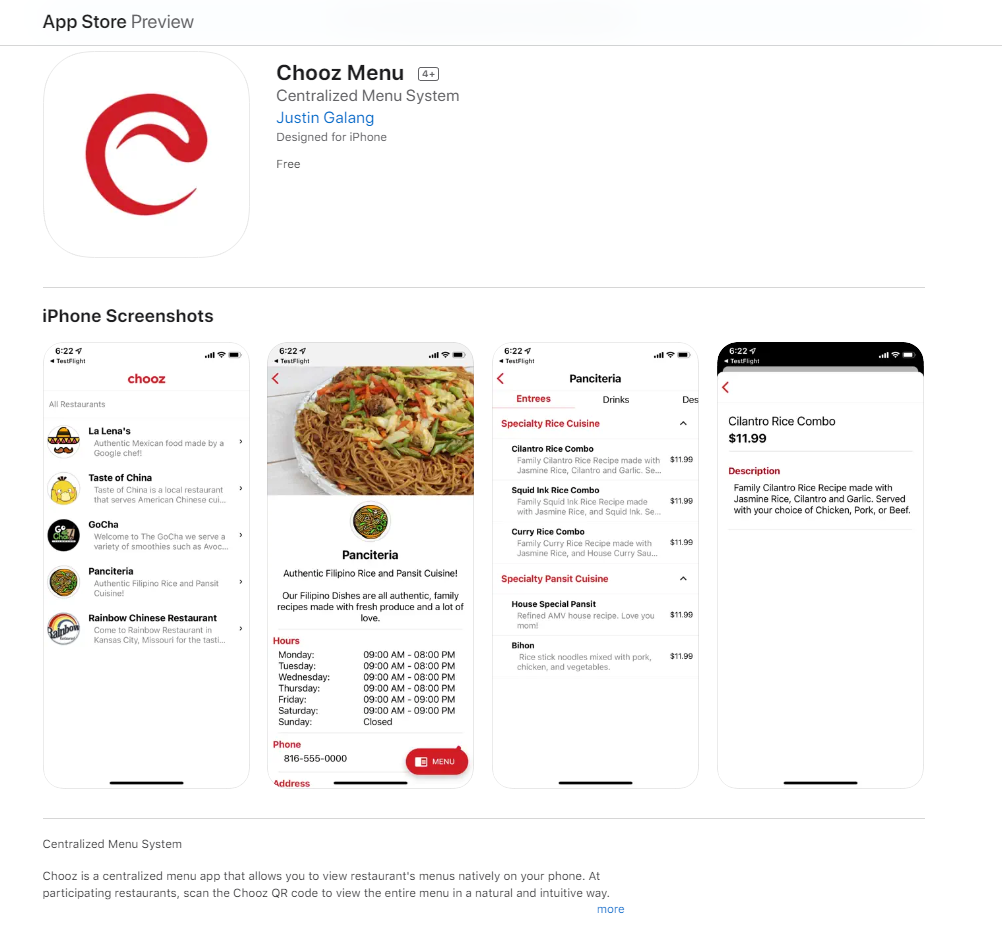 App Store Preview
Chooz Menu 4+
Centralized Menu System
Justin Galang
Designed for iPhone
Free
iPhone Screenshots
6:22
TestFlight
chooz
All Restaurants
La Lena's
Authentic Mexican food made by a
Google chef!
Taste of China
Taste of China is a local restaurant
that serves American Chinese cui...
GoCha
Welcome to The GoCha we serve a
variety of smoothies such as Avoc...
Panciteria
Authentic Filipino Rice and Pansit
Cuisine!
Rainbow Chinese Restaurant
Come to Rainbow Restaurant in
Kansas City, Missouri for the tasti...
6:22
TestFlight
Panciteria
Authentic Filipino Rice and Pansit Cuisine!
Our Filipino Dishes are all authentic, family
recipes made with fresh produce and a lot of
love.
Hours
Monday: 09:00 AM - 08:00 PM
Tuesday: 09:00 AM - 08:00 PM
Wednesday: 09:00 AM - 08:00 PM
Thursday: 09:00 AM - 08:00 PM
Friday: 09:00 AM - 09:00 PM
Saturday: 09:00 AM - 09:00 PM
Sunday: Closed
Phone
816-555-0000
MENU
Address
6:22
TestFlight
Panciteria
Entrees Drinks Des
Specialty Rice Cuisine
Cilantro Rice Combo
Family Cilantro Rice Recipe made with
Jasmine Rice, Cilantro and Garlic. Se...
$11.99
Squid Ink Rice Combo
Family Squid Ink Rice Recipe made
with Jasmine Rice, and Squid Ink. Se...
$11.99
Curry Rice Combo
Family Curry Rice Recipe made with
Jasmine Rice, and House Curry Sau...
$11.99
Specialty Pansit Cuisine
House Special Pansit
Refined AMV house recipe. Love you
mom!
$11.99
Bihon
Rice stick noodles mixed with pork,
chicken, and vegetables.
$11.99
6:22
TestFlight
Cilantro Rice Combo
$11.99
Description
Family Cilantro Rice Recipe made with
Jasmine Rice, Cilantro and Garlic. Served
with your choice of Chicken, Pork, or Beef.
Centralized Menu System
Chooz is a centralized menu app that allows you to view restaurant's menus natively on your phone. At
participating restaurants, scan the Chooz QR code to view the entire menu in a natural and intuitive way.
more